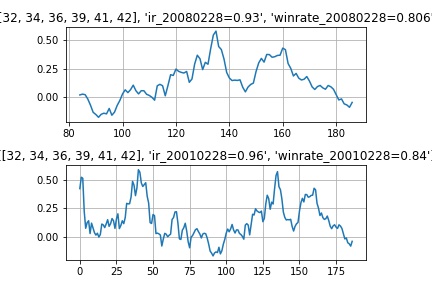 [32, 34, 36, 39, 41, 42], 'ir_20080228=0.93', 'winrate_20080228=0.806'
0.50
0.25
0.00
80 100 120 140 160 180
[[32, 34, 36, 39, 41, 42], 'ir_20010228=0.96', 'winrate_20010228=0.84']
0.50
0.25
0.00
0 25 50 75 100 125 150 175